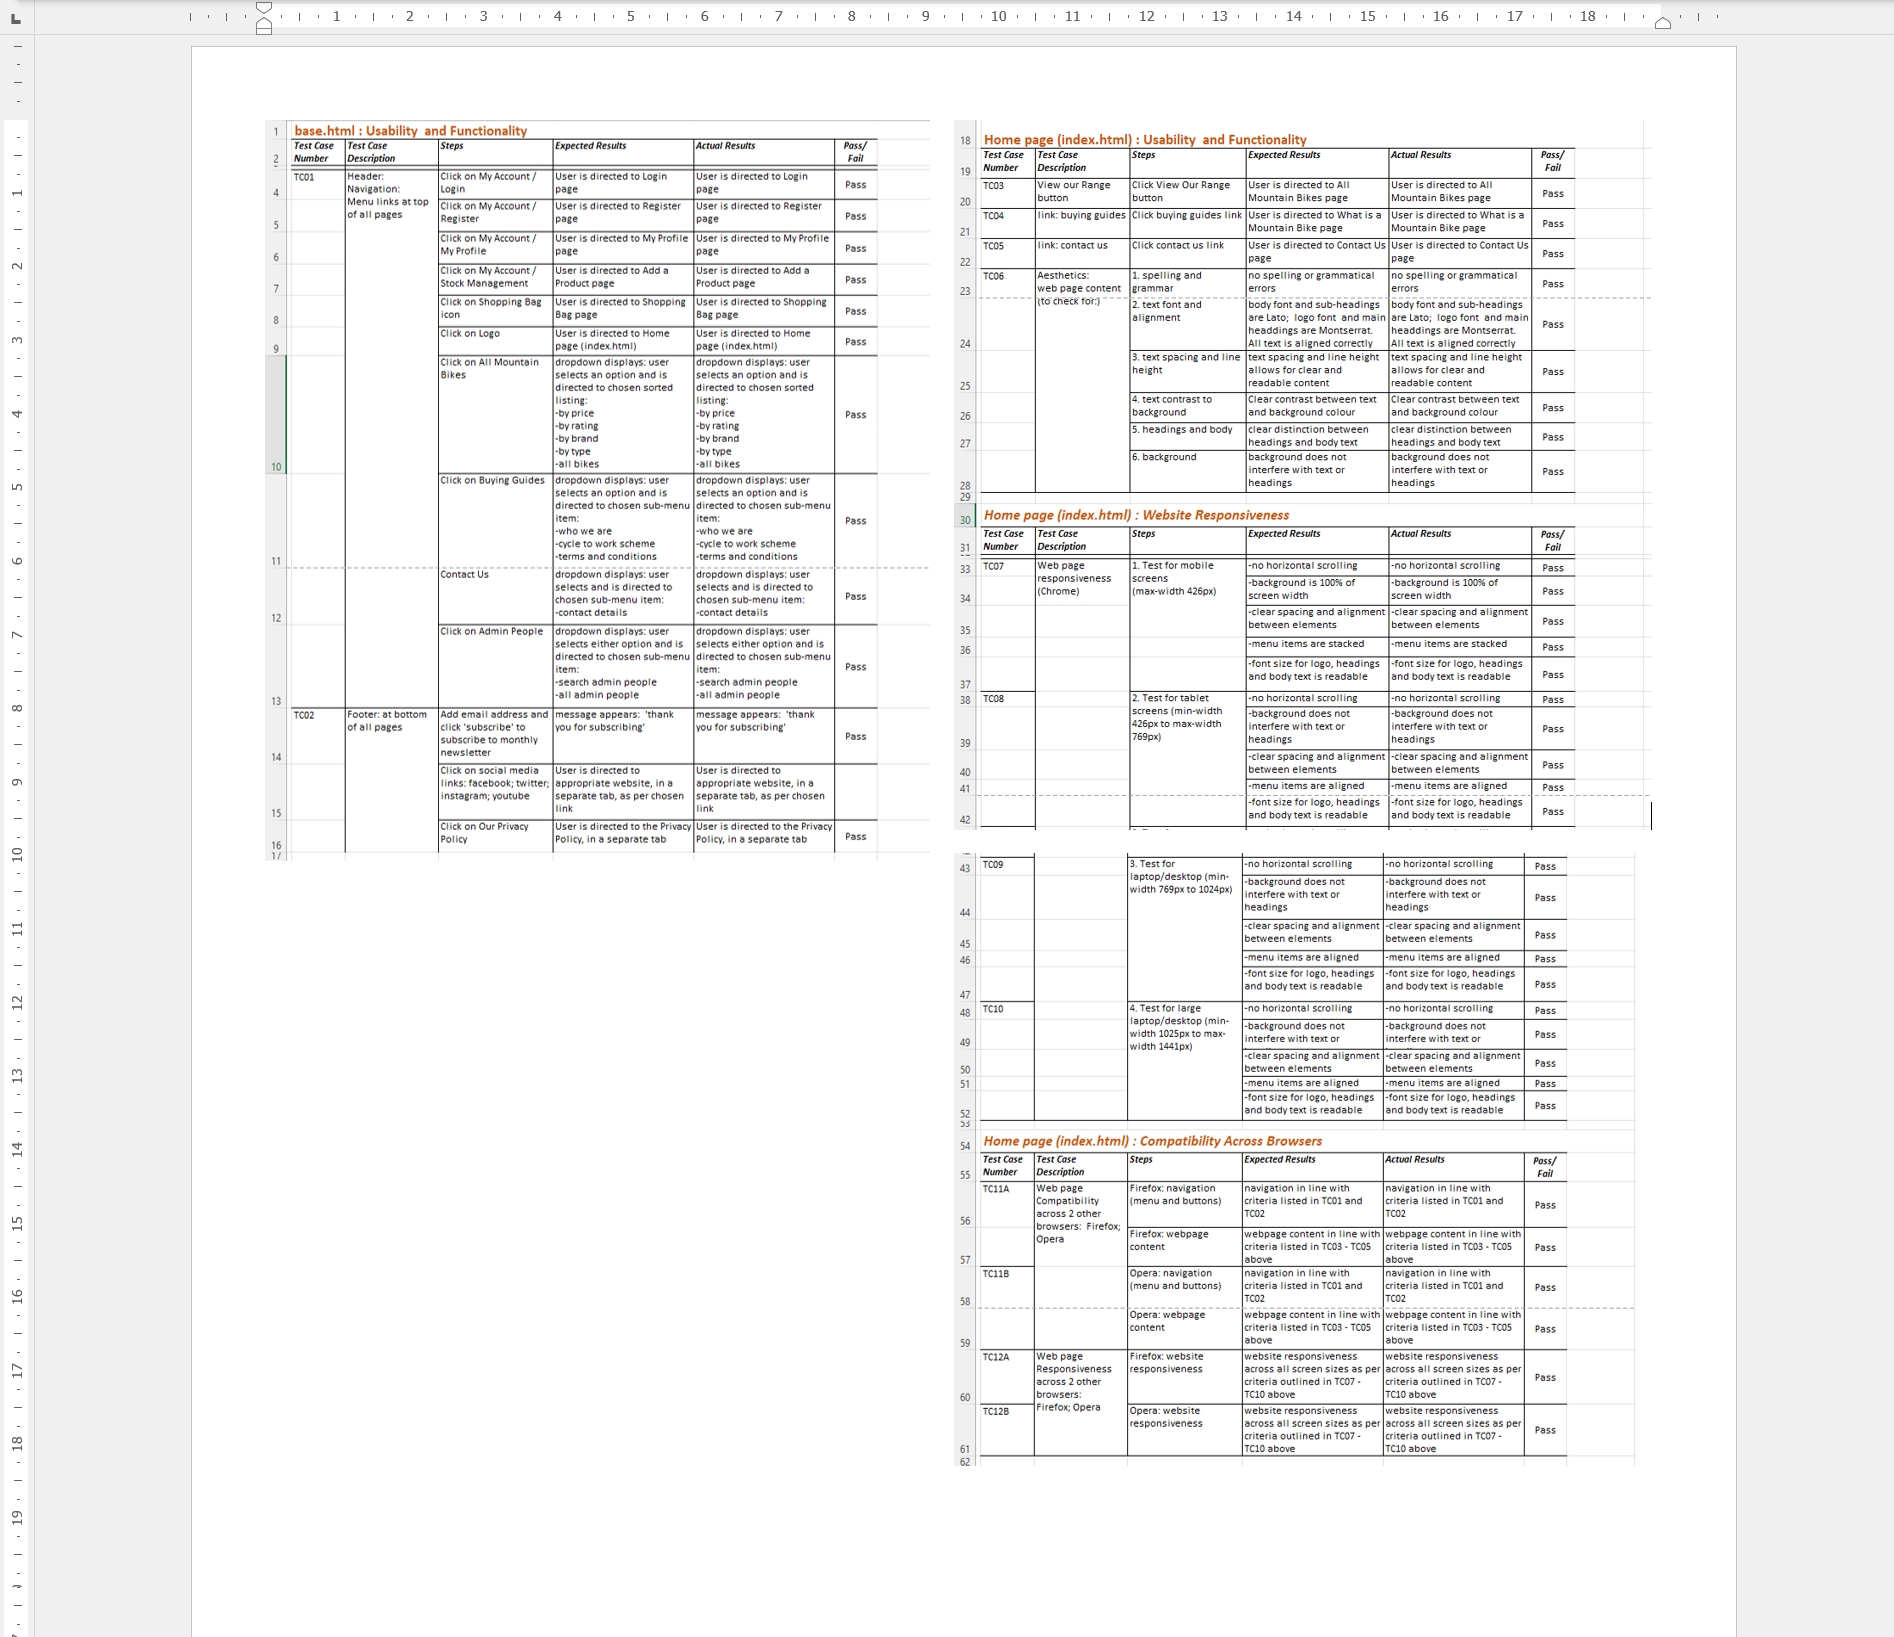 1 2 3 4 5 6 7 8 9 10 11 12 13 14 15 16 17 18
base.html : Usability and Functionality
Test Case Number | Test Case Description | Steps | Expected Results | Actual Results | Pass/ Fail
TC01 | Header: Navigation: Menu links at top of all pages | Click on My Account / Login | User is directed to Login page | User is directed to Login page | Pass
Click on My Account / Register | User is directed to Register page | User is directed to Register page | Pass
Click on My Account / My Profile | User is directed to My Profile page | User is directed to My Profile page | Pass
Click on My Account / Stock Management | User is directed to Add a Product page | User is directed to Add a Product page | Pass
Click on Shopping Bag icon | User is directed to Shopping Bag page | User is directed to Shopping Bag page | Pass
Click on Logo | User is directed to Home page (index.html) | User is directed to Home page (index.html) | Pass
Click on All Mountain Bikes | dropdown displays: user selects an option and is directed to chosen sorted listing: -by price -by rating -by brand -by type -all bikes | dropdown displays: user selects an option and is directed to chosen sorted listing: -by price -by rating -by brand -by type -all bikes | Pass
Click on Buying Guides | dropdown displays: user selects an option and is directed to chosen sub-menu item: -who we are -cycle to work scheme -terms and conditions | dropdown displays: user selects an option and is directed to chosen sub-menu item: -who we are -cycle to work scheme -terms and conditions | Pass
Contact Us | dropdown displays: user selects and is directed to chosen sub-menu item: -contact details | dropdown displays: user selects and is directed to chosen sub-menu item: -contact details | Pass
Click on Admin People | dropdown displays: user selects either option and is directed to chosen sub-menu item: -search admin people -all admin people | dropdown displays: user selects either option and is directed to chosen sub-menu item: -search admin people -all admin people | Pass
TC02 | Footer: at bottom of all pages | Add email address and click 'subscribe' to subscribe to monthly newsletter | message appears: 'thank you for subscribing' | message appears: 'thank you for subscribing' | Pass
Click on social media links: facebook; twitter; instagram; youtube | User is directed to appropriate website, in a separate tab, as per chosen link | User is directed to appropriate website, in a separate tab, as per chosen link
Click on Our Privacy Policy | User is directed to the Privacy Policy, in a separate tab | User is directed to the Privacy Policy, in a separate tab | Pass
Home page (index.html) : Usability and Functionality
Test Case Number | Test Case Description | Steps | Expected Results | Actual Results | Pass/ Fail
TC03 | View our Range button | Click View Our Range button | User is directed to All Mountain Bikes page | User is directed to All Mountain Bikes page | Pass
TC04 | link: buying guides | Click buying guides link | User is directed to What is a Mountain Bike page | User is directed to What is a Mountain Bike page | Pass
TC05 | link: contact us | Click contact us link | User is directed to Contact Us page | User is directed to Contact Us page | Pass
TC06 | Aesthetics: web page content (to check for:) | 1. spelling and grammar | no spelling or grammatical errors | no spelling or grammatical errors | Pass
2. text font and alignment | body font and sub-headings are Lato; logo font and main headdings are Montserrat. All text is aligned correctly | body font and sub-headings are Lato; logo font and main headdings are Montserrat. All text is aligned correctly | Pass
3. text spacing and line height | text spacing and line height allows for clear and readable content | text spacing and line height allows for clear and readable content | Pass
4. text contrast to background | Clear contrast between text and background colour | Clear contrast between text and background colour | Pass
5. headings and body | clear distinction between headings and body text | clear distinction between headings and body text | Pass
6. background | background does not interfere with text or headings | background does not interfere with text or headings | Pass
Home page (index.html) : Website Responsiveness
Test Case Number | Test Case Description | Steps | Expected Results | Actual Results | Pass/ Fail
TC07 | Web page responsiveness (Chrome) | 1. Test for mobile screens (max-width 426px) | -no horizontal scrolling | -no horizontal scrolling | Pass
-background is 100% of screen width | -background is 100% of screen width | Pass
-clear spacing and alignment between elements | -clear spacing and alignment between elements | Pass
-menu items are stacked | -menu items are stacked | Pass
-font size for logo, headings and body text is readable | -font size for logo, headings and body text is readable | Pass
TC08 | 2. Test for tablet screens (min-width 426px to max-width 769px) | -no horizontal scrolling | -no horizontal scrolling | Pass
-background does not interfere with text or headings | -background does not interfere with text or headings | Pass
-clear spacing and alignment between elements | -clear spacing and alignment between elements | Pass
-menu items are aligned | -menu items are aligned | Pass
-font size for logo, headings and body text is readable | -font size for logo, headings and body text is readable | Pass
TC09 | 3. Test for laptop/desktop (min-width 769px to 1024px) | -no horizontal scrolling | -no horizontal scrolling | Pass
-background does not interfere with text or headings | -background does not interfere with text or headings | Pass
-clear spacing and alignment between elements | -clear spacing and alignment between elements | Pass
-menu items are aligned | -menu items are aligned | Pass
-font size for logo, headings and body text is readable | -font size for logo, headings and body text is readable | Pass
TC10 | 4. Test for large laptop/desktop (min-width 1025px to max-width 1441px) | -no horizontal scrolling | -no horizontal scrolling | Pass
-background does not interfere with text or | -background does not interfere with text or | Pass
-clear spacing and alignment between elements | -clear spacing and alignment between elements | Pass
-menu items are aligned | -menu items are aligned | Pass
-font size for logo, headings and body text is readable | -font size for logo, headings and body text is readable | Pass
Home page (index.html) : Compatibility Across Browsers
Test Case Number | Test Case Description | Steps | Expected Results | Actual Results | Pass/ Fail
TC11A | Web page Compatibility across 2 other browsers: Firefox; Opera | Firefox: navigation (menu and buttons) | navigation in line with criteria listed in TC01 and TC02 | navigation in line with criteria listed in TC01 and TC02 | Pass
Firefox: webpage content | webpage content in line with criteria listed in TC03 - TC05 above | webpage content in line with criteria listed in TC03 - TC05 above | Pass
TC11B | Opera: navigation (menu and buttons) | navigation in line with criteria listed in TC01 and TC02 | navigation in line with criteria listed in TC01 and TC02 | Pass
Opera: webpage content | webpage content in line with criteria listed in TC03 - TC05 above | webpage content in line with criteria listed in TC03 - TC05 above | Pass
TC12A | Web page Responsiveness across 2 other browsers: Firefox; Opera | Firefox: website responsiveness | website responsiveness across all screen sizes as per criteria outlined in TC07 - TC10 above | website responsiveness across all screen sizes as per criteria outlined in TC07 - TC10 above | Pass
TC12B | Opera: website responsiveness | website responsiveness across all screen sizes as per criteria outlined in TC07 - TC10 above | website responsiveness across all screen sizes as per criteria outlined in TC07 - TC10 above | Pass